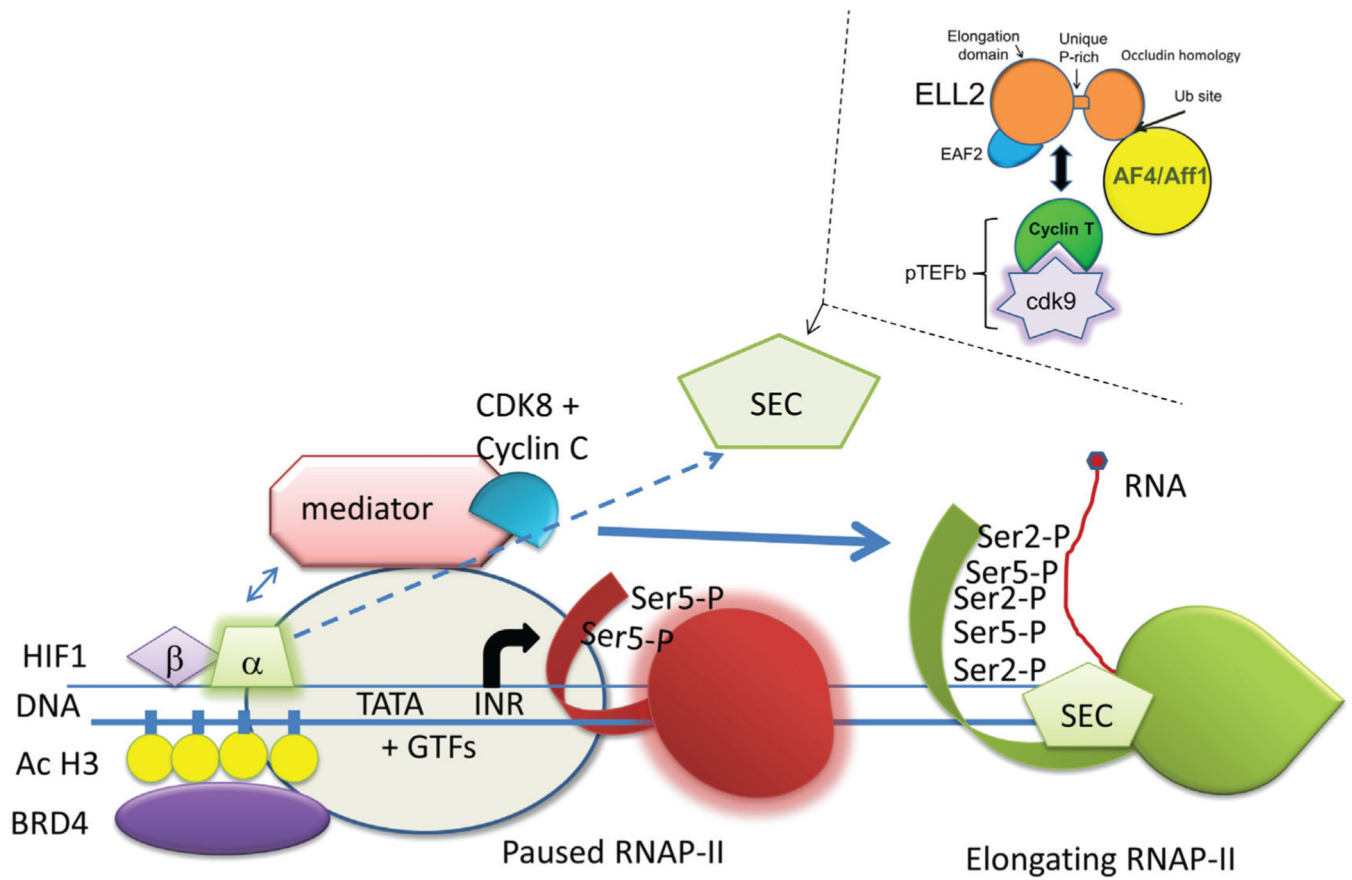 Elongation
domain
Unique
P-rich
Occludin homology
ELL2
Ub site
EAF2
AF4/Aff1
Cyclin T
pTEFb
cdk9
SEC
CDK8 +
Cyclin C
mediator
RNA
Ser2-P
Ser5-P
Ser2-P
Ser5-P
Ser2-P
Ser5-P
Ser5-P
HIF1
β
α
DNA
TATA
INR
SEC
+ GTFs
Ac H3
BRD4
Paused RNAP-II
Elongating RNAP-II